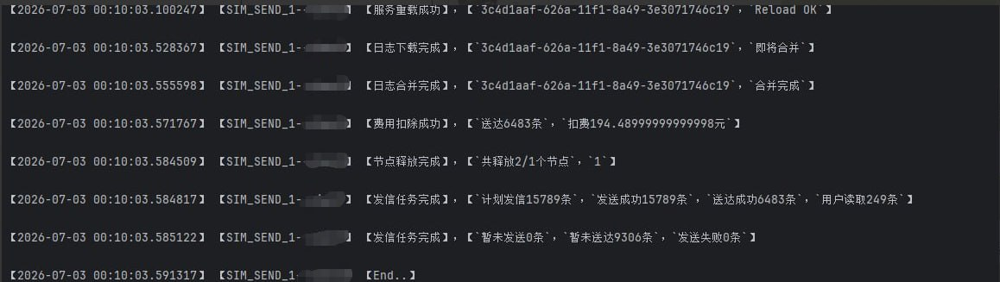 【2026-07-03 00:10:03.100247】 【SIM_SEND_1-】 【服务重载成功】,【`3c4d1aaf-626a-11f1-8a49-3e3071746c19`,`Reload OK`】
【2026-07-03 00:10:03.528367】 【SIM_SEND_1-】 【日志下载完成】,【`3c4d1aaf-626a-11f1-8a49-3e3071746c19`,`即将合并`】
【2026-07-03 00:10:03.555598】 【SIM_SEND_1-】 【日志合并完成】,【`3c4d1aaf-626a-11f1-8a49-3e3071746c19`,`合并完成`】
【2026-07-03 00:10:03.571767】 【SIM_SEND_1-】 【费用扣除成功】,【`送达6483条`,`扣费194.48999999999998元`】
【2026-07-03 00:10:03.584509】 【SIM_SEND_1-】 【节点释放完成】,【`共释放2/1个节点`,`1`】
【2026-07-03 00:10:03.584817】 【SIM_SEND_1-】 【发信任务完成】,【`计划发信15789条`,`发送成功15789条`,`送达成功6483条`,`用户读取249条`】
【2026-07-03 00:10:03.585122】 【SIM_SEND_1-】 【发信任务完成】,【`暂未发送0条`,`暂未送达9306条`,`发送失败0条`】
【2026-07-03 00:10:03.591317】 【SIM_SEND_1-】 【End..】